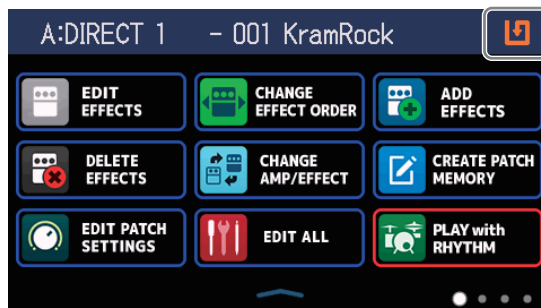 A:DIRECT 1 - 001 KramRock
EDIT
EFFECTS
CHANGE
EFFECT ORDER
ADD
EFFECTS
DELETE
EFFECTS
CHANGE
AMP/EFFECT
CREATE PATCH
MEMORY
EDIT PATCH
SETTINGS
EDIT ALL
PLAY with
RHYTHM